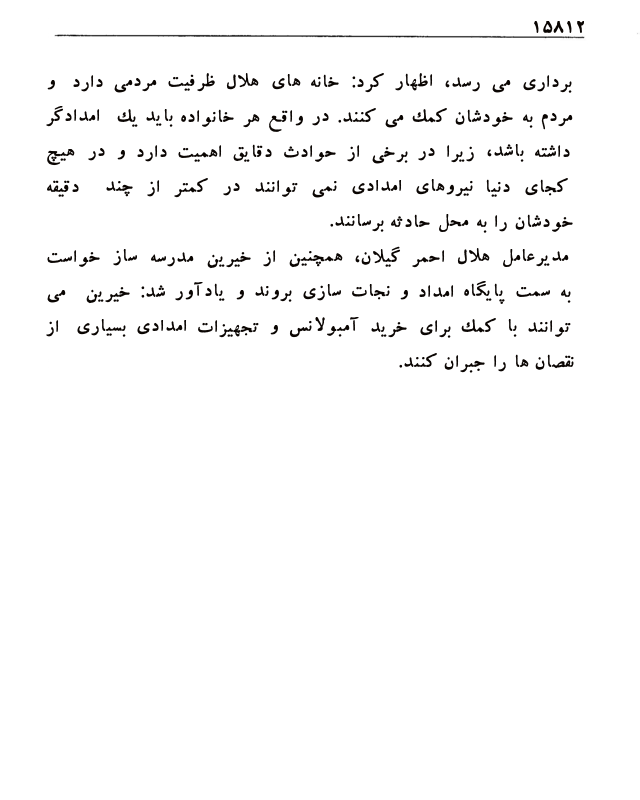 ۱۵۸۱۲
برداری می رسد، اظهار کرد: خانه های هلال ظرفیت مردمی دارد و
مردم به خودشان کمك می کنند. در واقع هر خانواده باید یك امدادگر
داشته باشد، زیرا در برخی از حوادث دقایق اهمیت دارد و در هیچ
کجای دنیا نیروهای امدادی نمی توانند در کمتر از چند دقیقه
خودشان را به محل حادثه برسانند.
مدیرعامل هلال احمر گیلان، همچنین از خیرین مدرسه ساز خواست
به سمت پایگاه امداد و نجات سازی بروند و یادآور شد: خیرین می
توانند با کمك برای خرید آمبولانس و تجهیزات امدادی بسیاری از
نقصان ها را جبران کنند.